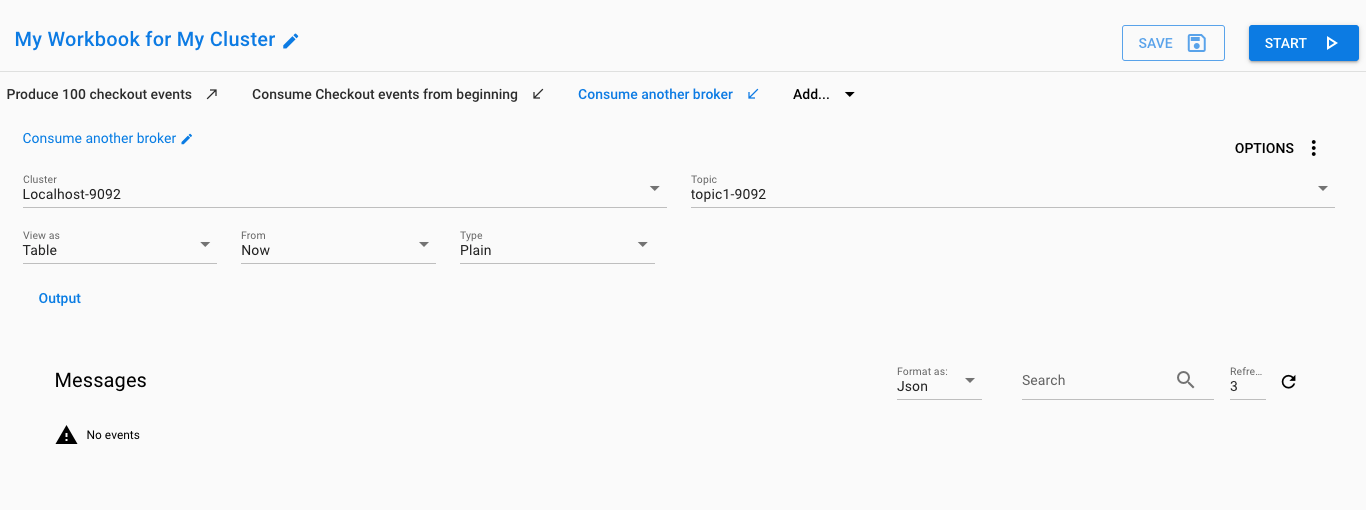 My Workbook for My Cluster
SAVE
START
Produce 100 checkout events
Consume Checkout events from beginning
Consume another broker
Add...
Consume another broker
OPTIONS
Cluster
Localhost-9092
Topic
topic1-9092
View as
Table
From
Now
Type
Plain
Output
Messages
Format as:
Json
Search
Refre...
3
No events